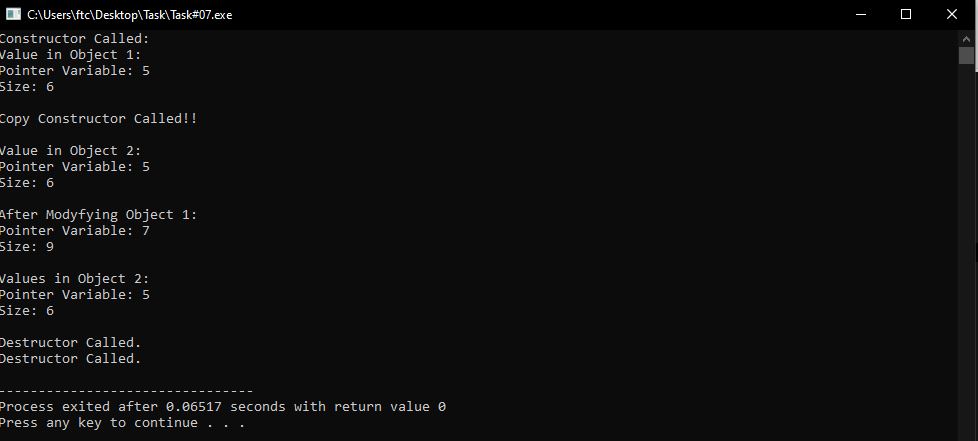 C:\Users\ftc\Desktop\Task\Task#07.exe
Constructor Called:
Value in Object 1:
Pointer Variable: 5
Size: 6
Copy Constructor Called!!
Value in Object 2:
Pointer Variable: 5
Size: 6
After Modyfying Object 1:
Pointer Variable: 7
Size: 9
Values in Object 2:
Pointer Variable: 5
Size: 6
Destructor Called.
Destructor Called.
--------------------------------
Process exited after 0.06517 seconds with return value 0
Press any key to continue . . .